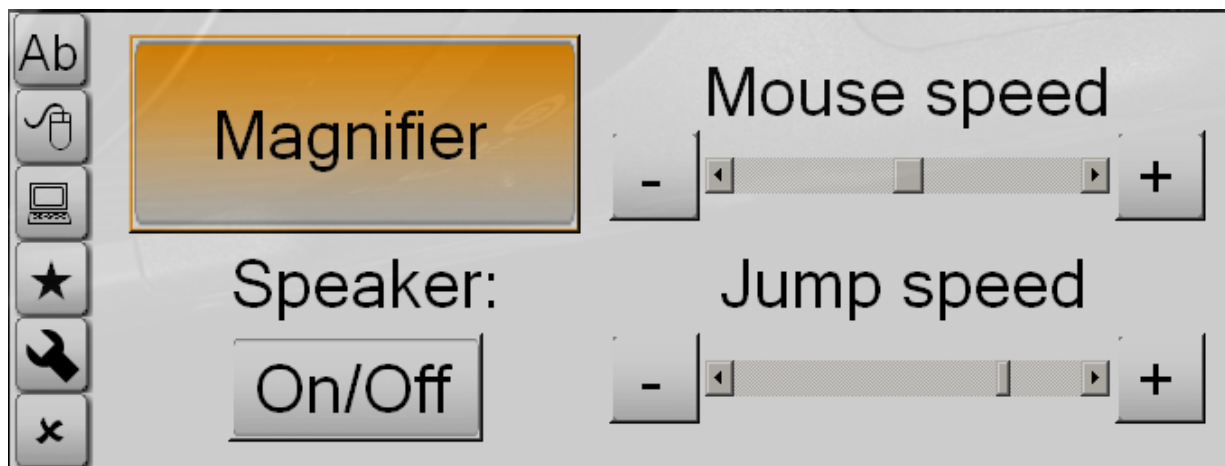 Ab
Magnifier
Mouse speed
- +
Speaker:
Jump speed
On/Off
- +